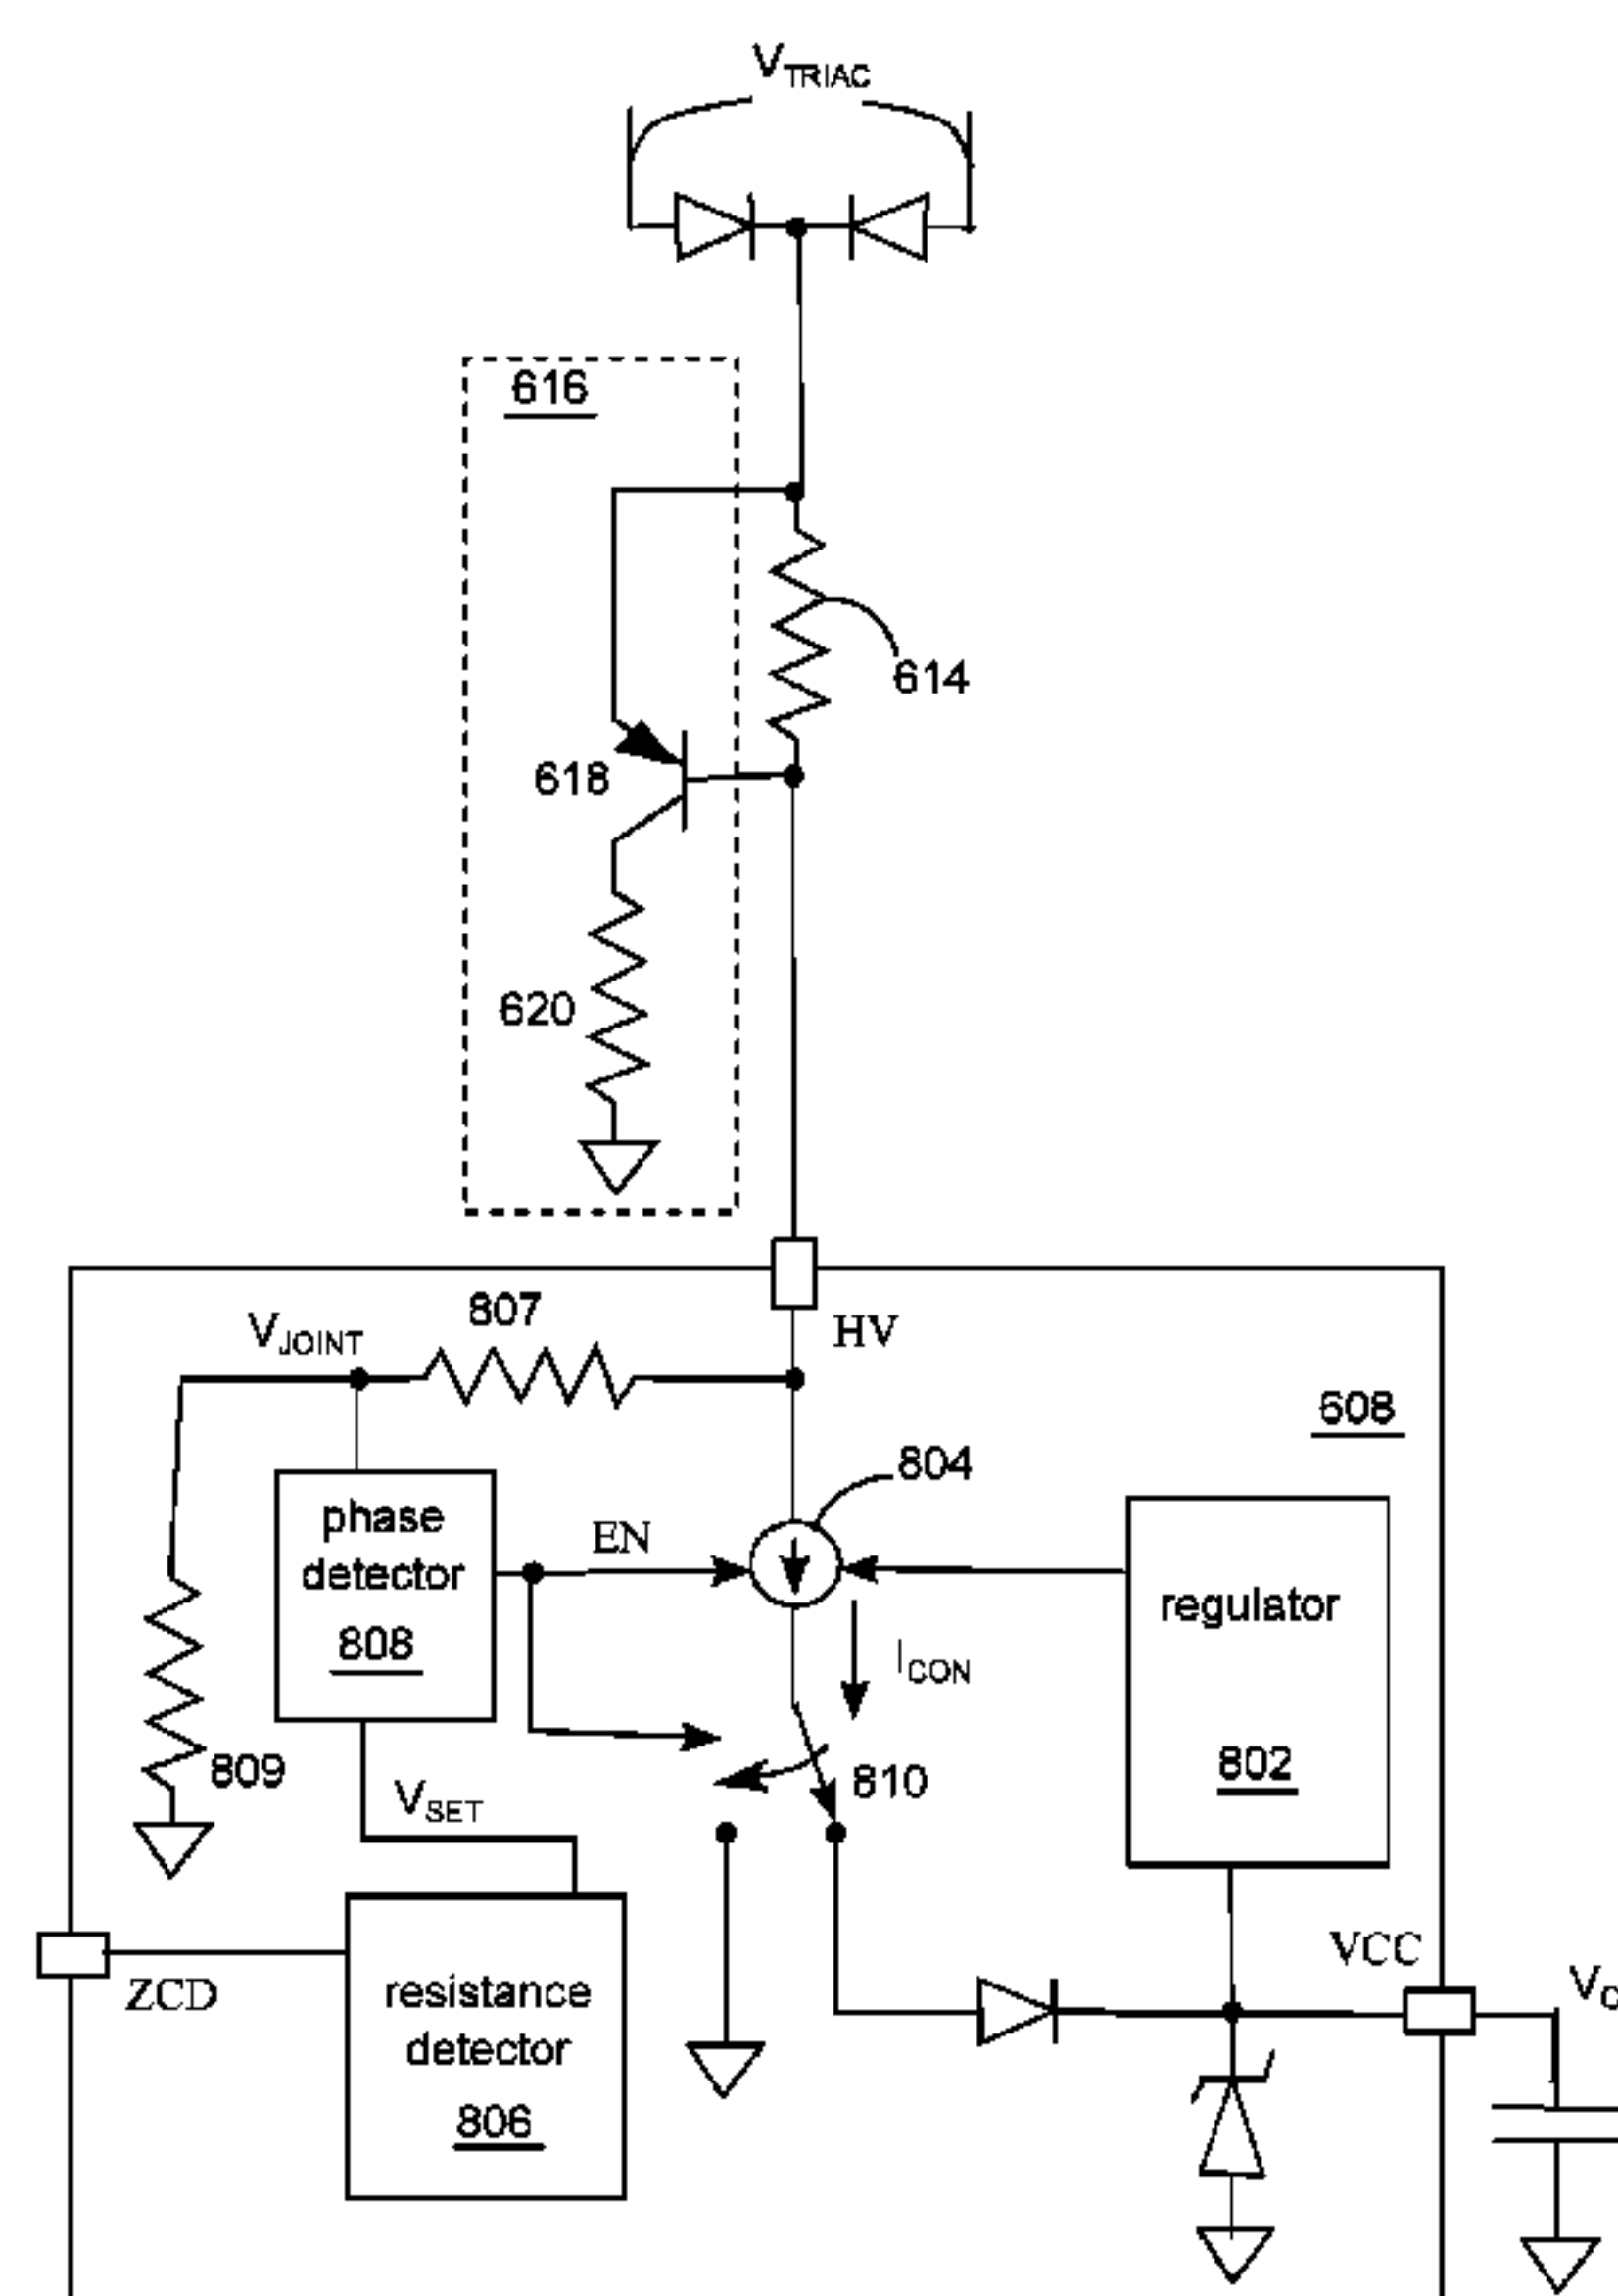 VTRIAC
616
614
618
620
HV
807
VJOINT
608
804
EN
phase
detector
808
regulator
ICON
802
810
809
VSET
VCC
ZCD
resistance
detector
806